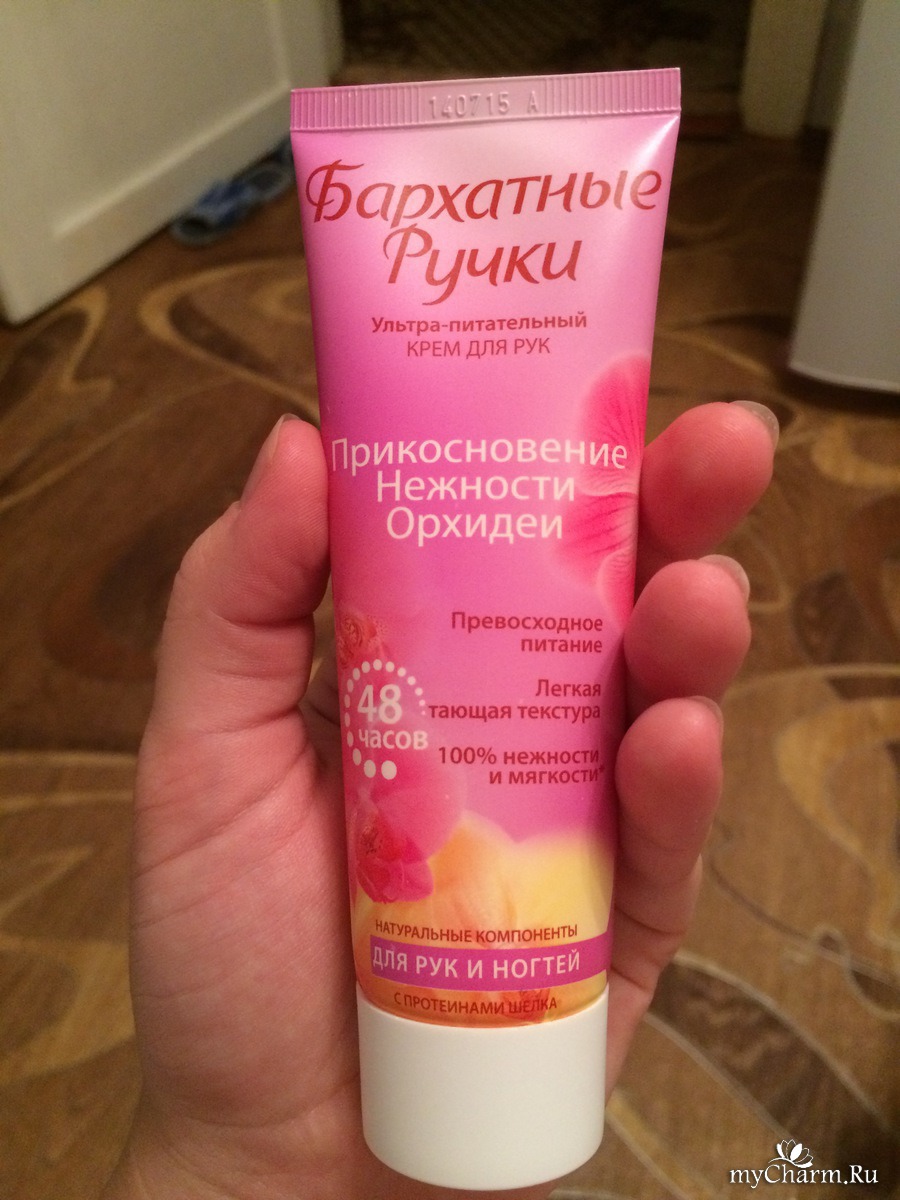 140715 A
Бархатные
Ручки
Ультра-питательный
КРЕМ ДЛЯ РУК
Прикосновение
Нежности
Орхидеи
Превосходное
питание
Легкая
тающая текстура
100% нежности
и мягкости*
48
часов
НАТУРАЛЬНЫЕ КОМПОНЕНТЫ
ДЛЯ РУК И НОГТЕЙ
С ПРОТЕИНАМИ ШЕЛКА
myCharm.Ru